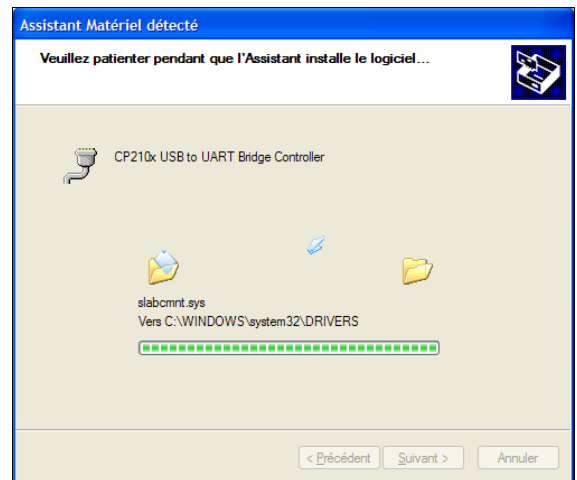 Assistant Matériel détecté
Veuillez patienter pendant que l'Assistant installe le logiciel...
CP210x USB to UART Bridge Controller
slabcmnt.sys
Vers C:\WINDOWS\system32\DRIVERS
< Précédent Suivant > Annuler